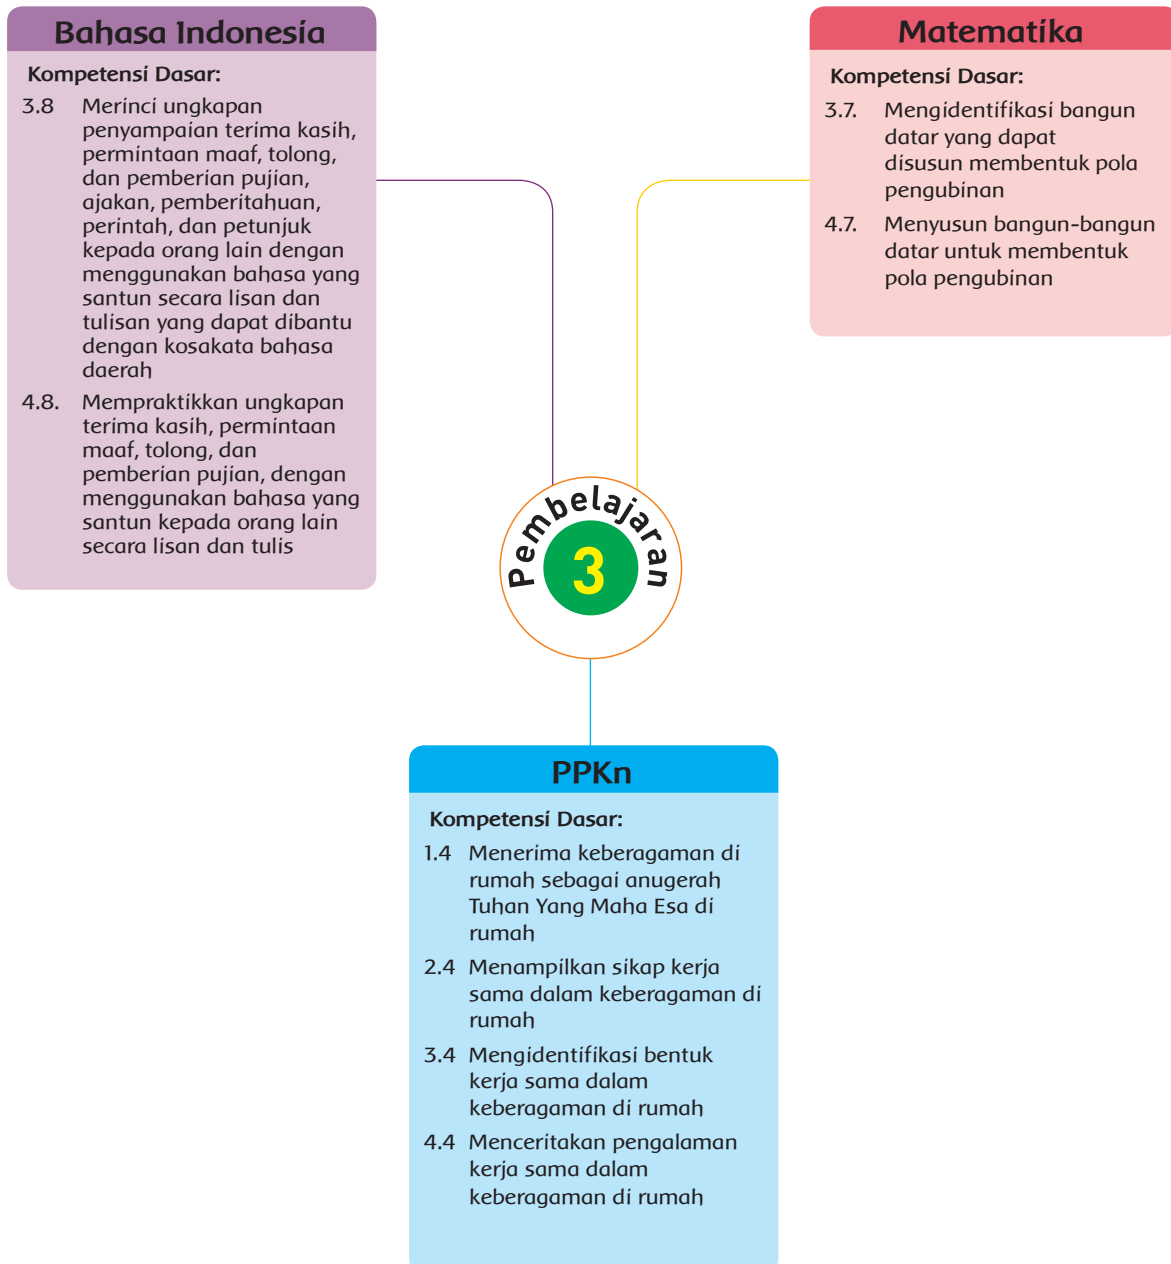 Bahasa Indonesia
Kompetensi Dasar:
3.8 Merinci ungkapan
penyampaian terima kasih,
permintaan maaf, tolong,
dan pemberian pujian,
ajakan, pemberitahuan,
perintah, dan petunjuk
kepada orang lain dengan
menggunakan bahasa yang
santun secara lisan dan
tulisan yang dapat dibantu
dengan kosakata bahasa
daerah
4.8. Mempraktikkan ungkapan
terima kasih, permintaan
maaf, tolong, dan
pemberian pujian, dengan
menggunakan bahasa yang
santun kepada orang lain
secara lisan dan tulis
Matematika
Kompetensi Dasar:
3.7. Mengidentifikasi bangun
datar yang dapat
disusun membentuk pola
pengubinan
4.7. Menyusun bangun-bangun
datar untuk membentuk
pola pengubinan
Pembelajaran
3
PPKn
Kompetensi Dasar:
1.4 Menerima keberagaman di
rumah sebagai anugerah
Tuhan Yang Maha Esa di
rumah
2.4 Menampilkan sikap kerja
sama dalam keberagaman di
rumah
3.4 Mengidentifikasi bentuk
kerja sama dalam
keberagaman di rumah
4.4 Menceritakan pengalaman
kerja sama dalam
keberagaman di rumah